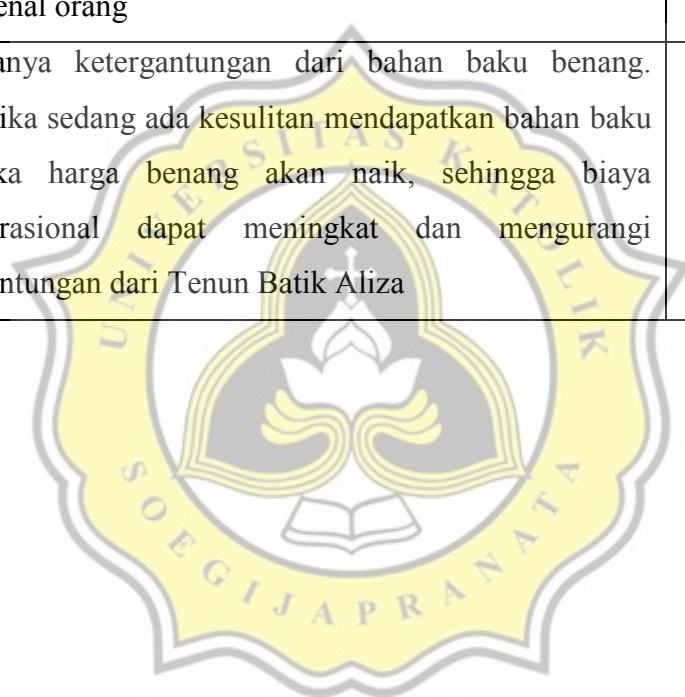 enal orang
anya ketergantungan dari bahan baku benang.
ika sedang ada kesulitan mendapatkan bahan baku
ka harga benang akan naik, sehingga biaya
rasional dapat meningkat dan mengurangi
ntungan dari Tenun Batik Aliza
UNIVERSITAS KATOLIK
SOEGIJAPRANATA